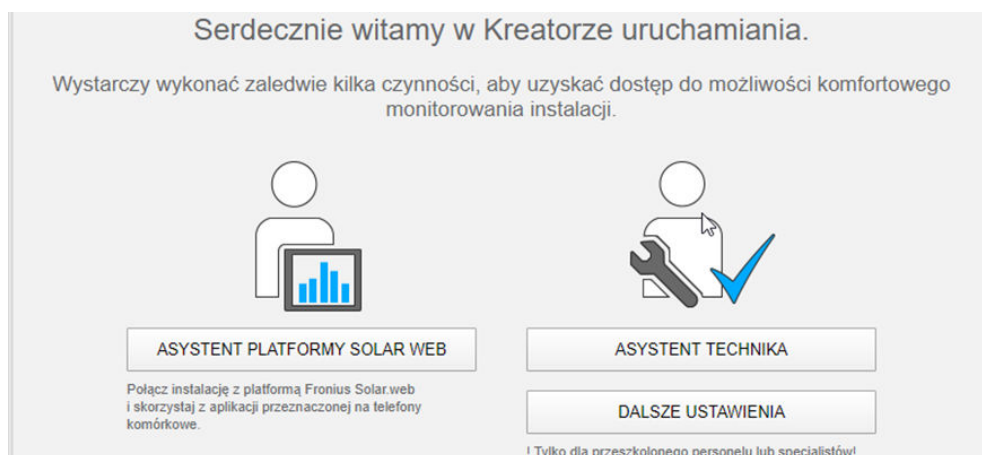 Serdecznie witamy w Kreatorze uruchamiania.
Wystarczy wykonać zaledwie kilka czynności, aby uzyskać dostęp do możliwości komfortowego
monitorowania instalacji.
ASYSTENT PLATFORMY SOLAR WEB
Połącz instalację z platformą Fronius Solar.web
i skorzystaj z aplikacji przeznaczonej na telefony
komórkowe.
ASYSTENT TECHNIKA
DALSZE USTAWIENIA
! Tylko dla przeszkolonego personelu lub specjalistów!